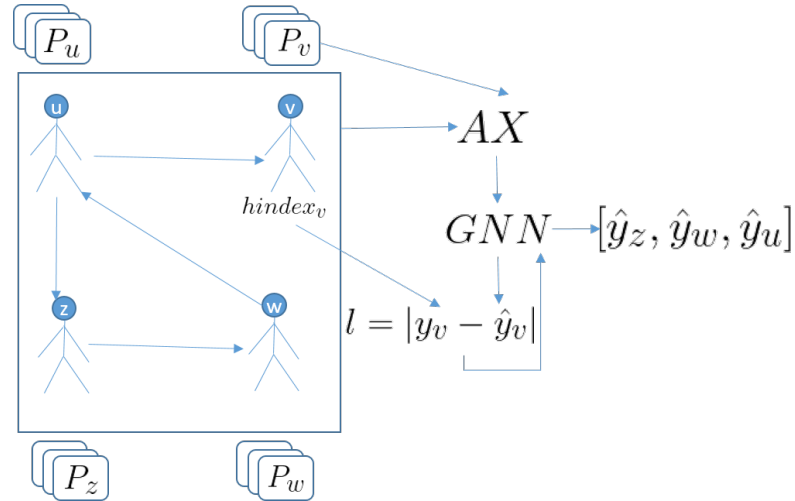 P_u
P_v
u
v
AX
hindex_v
GNN
[ŷ_z, ŷ_w, ŷ_u]
z
w
l = |y_v − ŷ_v|
P_z
P_w